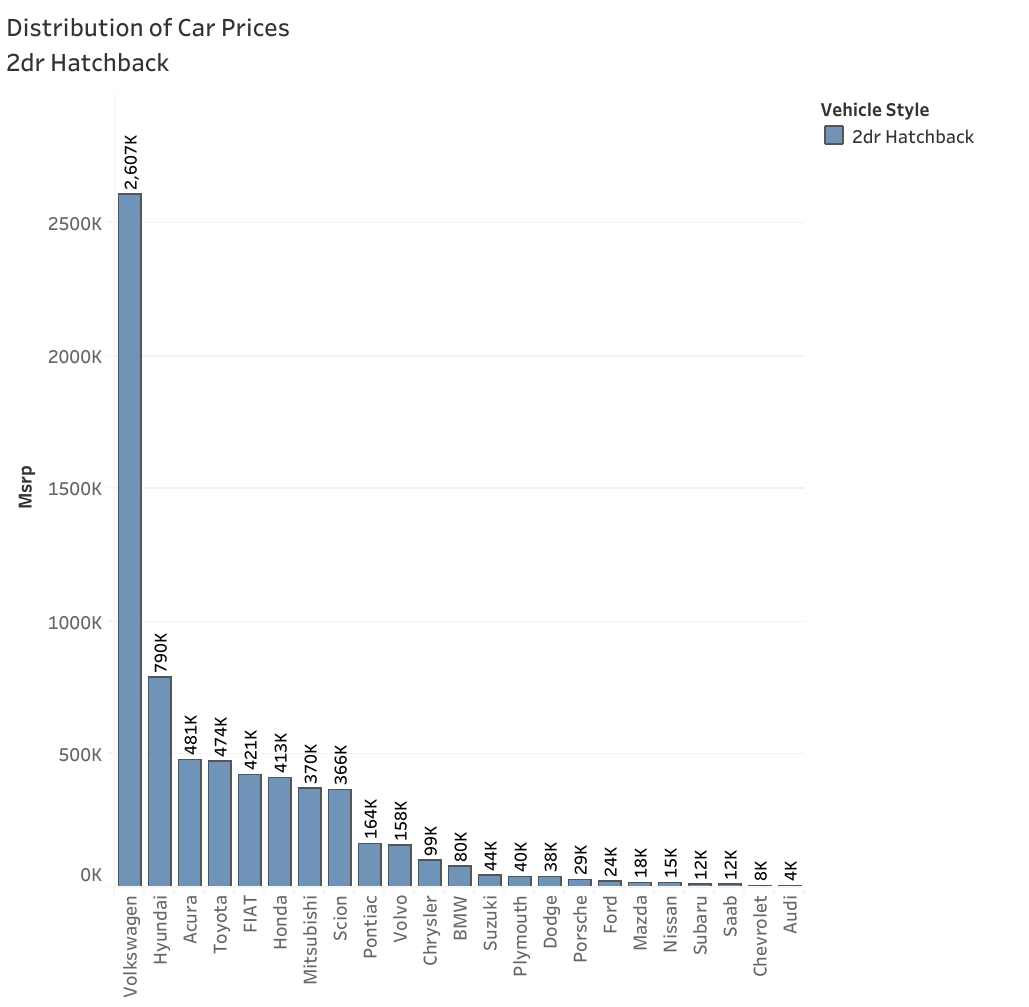 Distribution of Car Prices
2dr Hatchback
Vehicle Style
2dr Hatchback
Msrp
2500K
2000K
1500K
1000K
500K
0K
2,607K
790K
481K
474K
421K
413K
370K
366K
164K
158K
99K
80K
44K
40K
38K
29K
24K
18K
15K
12K
12K
8K
4K
Volkswagen
Hyundai
Acura
Toyota
FIAT
Honda
Mitsubishi
Scion
Pontiac
Volvo
Chrysler
BMW
Suzuki
Plymouth
Dodge
Porsche
Ford
Mazda
Nissan
Subaru
Saab
Chevrolet
Audi